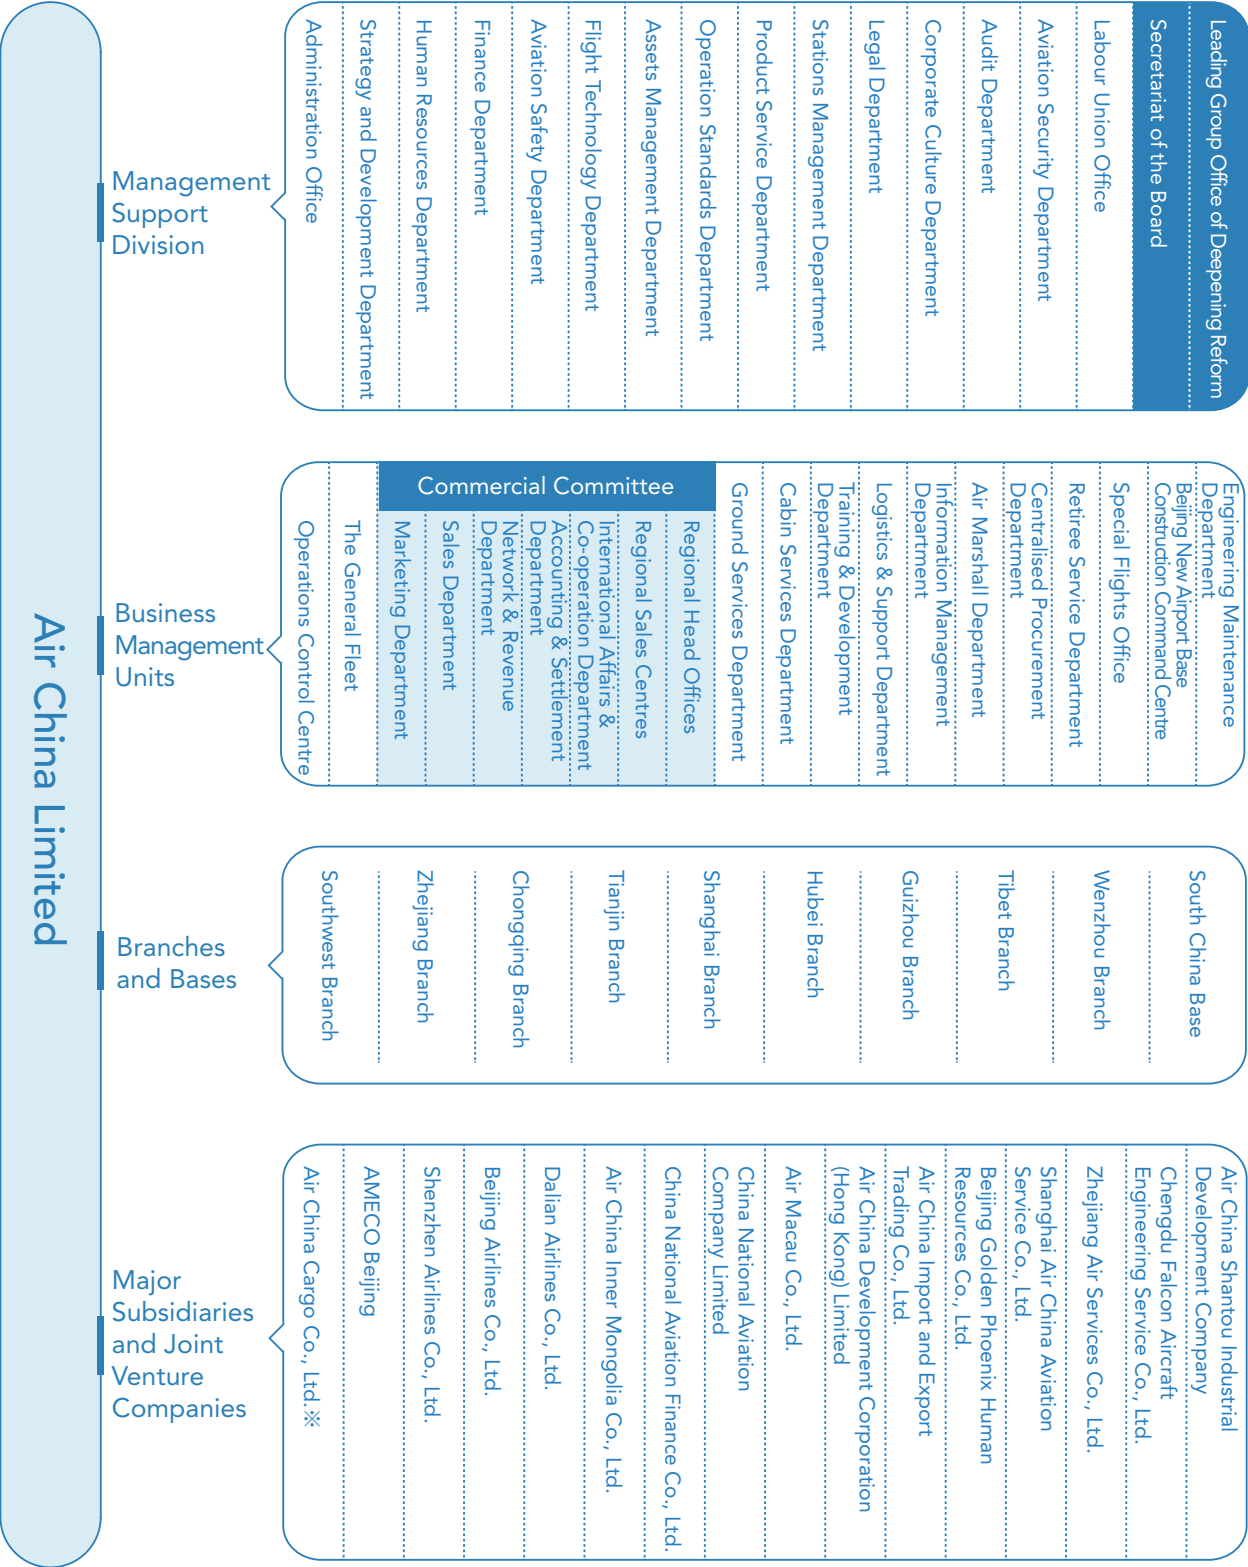 Air China Limited
Management
Support
Division
Administration Office
Strategy and Development Department
Human Resources Department
Finance Department
Aviation Safety Department
Flight Technology Department
Assets Management Department
Operation Standards Department
Product Service Department
Stations Management Department
Legal Department
Corporate Culture Department
Audit Department
Aviation Security Department
Labour Union Office
Secretariat of the Board
Leading Group Office of Deepening Reform
Business
Management
Units
Operations Control Centre
The General Fleet
Commercial Committee
Marketing Department
Sales Department
Network & Revenue
Department
Accounting & Settlement
Department
International Affairs &
Co-operation Department
Regional Sales Centres
Regional Head Offices
Ground Services Department
Cabin Services Department
Training & Development
Department
Logistics & Support Department
Information Management
Department
Air Marshall Department
Centralised Procurement
Department
Retiree Service Department
Special Flights Office
Beijing New Airport Base
Construction Command Centre
Engineering Maintenance
Department
Branches
and Bases
Southwest Branch
Zhejiang Branch
Chongqing Branch
Tianjin Branch
Shanghai Branch
Hubei Branch
Guizhou Branch
Tibet Branch
Wenzhou Branch
South China Base
Major
Subsidiaries
and Joint
Venture
Companies
Air China Cargo Co., Ltd.※
AMECO Beijing
Shenzhen Airlines Co., Ltd.
Beijing Airlines Co., Ltd.
Dalian Airlines Co., Ltd.
Air China Inner Mongolia Co., Ltd.
China National Aviation Finance Co., Ltd.
China National Aviation
Company Limited
Air Macau Co., Ltd.
Air China Development Corporation
(Hong Kong) Limited
Air China Import and Export
Trading Co., Ltd.
Beijing Golden Phoenix Human
Resources Co., Ltd.
Shanghai Air China Aviation
Service Co., Ltd.
Zhejiang Air Services Co., Ltd.
Chengdu Falcon Aircraft
Engineering Service Co., Ltd.
Air China Shantou Industrial
Development Company